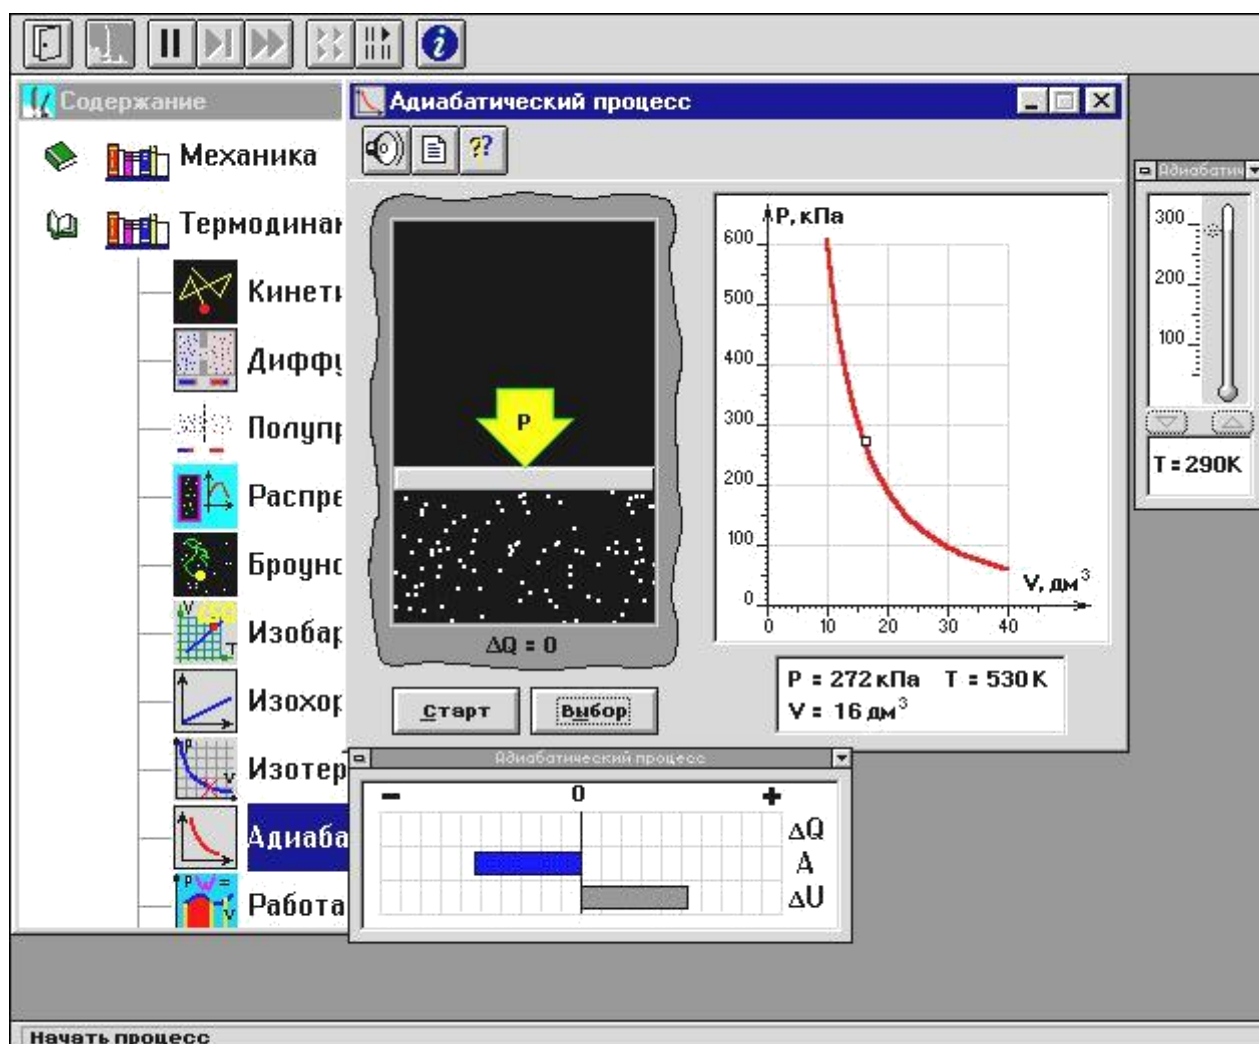 Содержание
Механика
Термодинан
Кинети
Диффу
Полупр
Распре
Броунс
Изобар
Изохор
Изотер
Адиаба
Работа
Адиабатический процесс
P
ΔQ = 0
Старт
Выбор
P, кПа
600
500
400
300
200
100
0
0 10 20 30 40
V, дм³
P = 272 кПа T = 530 K
V = 16 дм³
Адиабатич
300
200
100
T = 290K
Адиабатический процесс
− 0 +
ΔQ
A
ΔU
Начать процесс